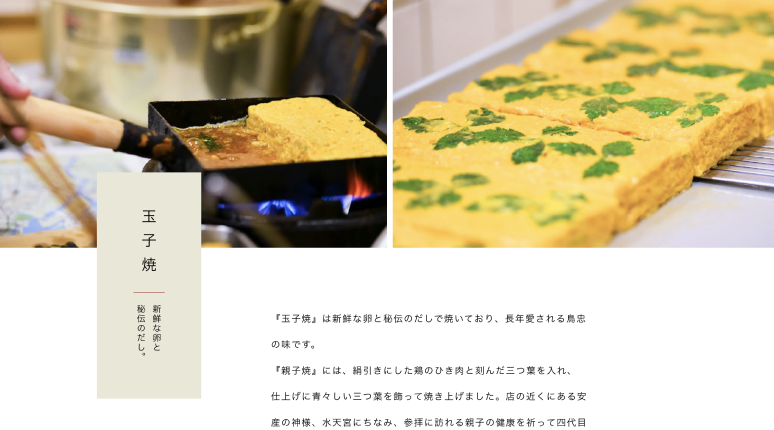 玉子焼
新鮮な卵と
秘伝のだし。
『玉子焼』は新鮮な卵と秘伝のだしで焼いており、長年愛される鳥忠
の味です。
『親子焼』には、絹引きにした鶏のひき肉と刻んだ三つ葉を入れ、
仕上げに青々しい三つ葉を飾って焼き上げました。店の近くにある安
産の神様、水天宮にちなみ、参拝に訪れる親子の健康を祈って四代目